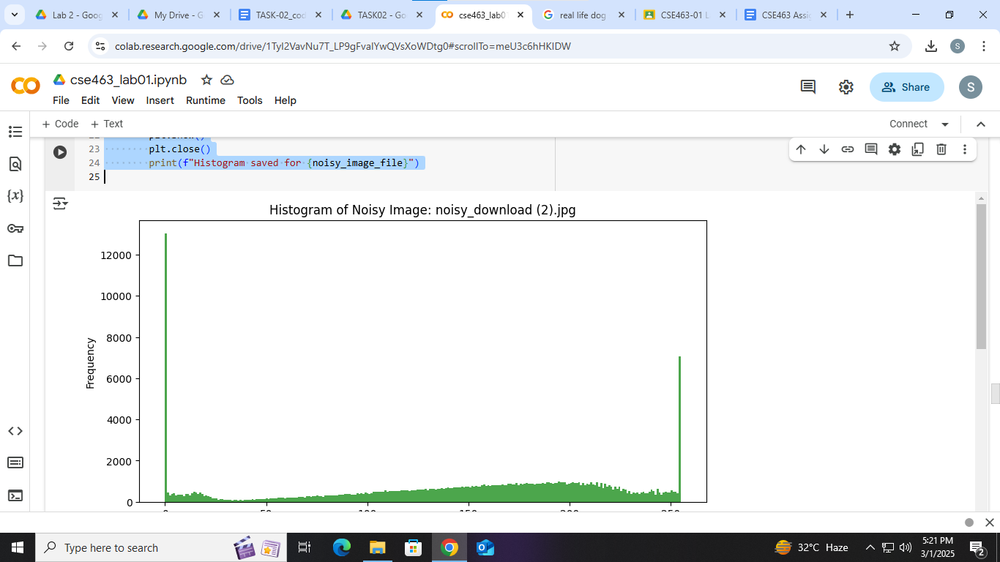 Lab 2 - Goog
My Drive - G
TASK-02_cod
TASK02 - Go
cse463_lab0
real life dog
CSE463-01 L
CSE463 Assig
colab.research.google.com/drive/1Tyl2VavNu7T_LP9gFvaIYwQVsXoWDtg0#scrollTo=meU3c6hHKIDW
S
cse463_lab01.ipynb
Share
S
File Edit View Insert Runtime Tools Help
+ Code + Text
Connect
22 plt.show()
23 plt.close()
24 print(f"Histogram saved for {noisy_image_file}")
25
Histogram of Noisy Image: noisy_download (2).jpg
12000
10000
8000
6000
4000
2000
0
Frequency
0 50 100 150 200 250
Type here to search
32°C Haze
5:21 PM
3/1/2025
2